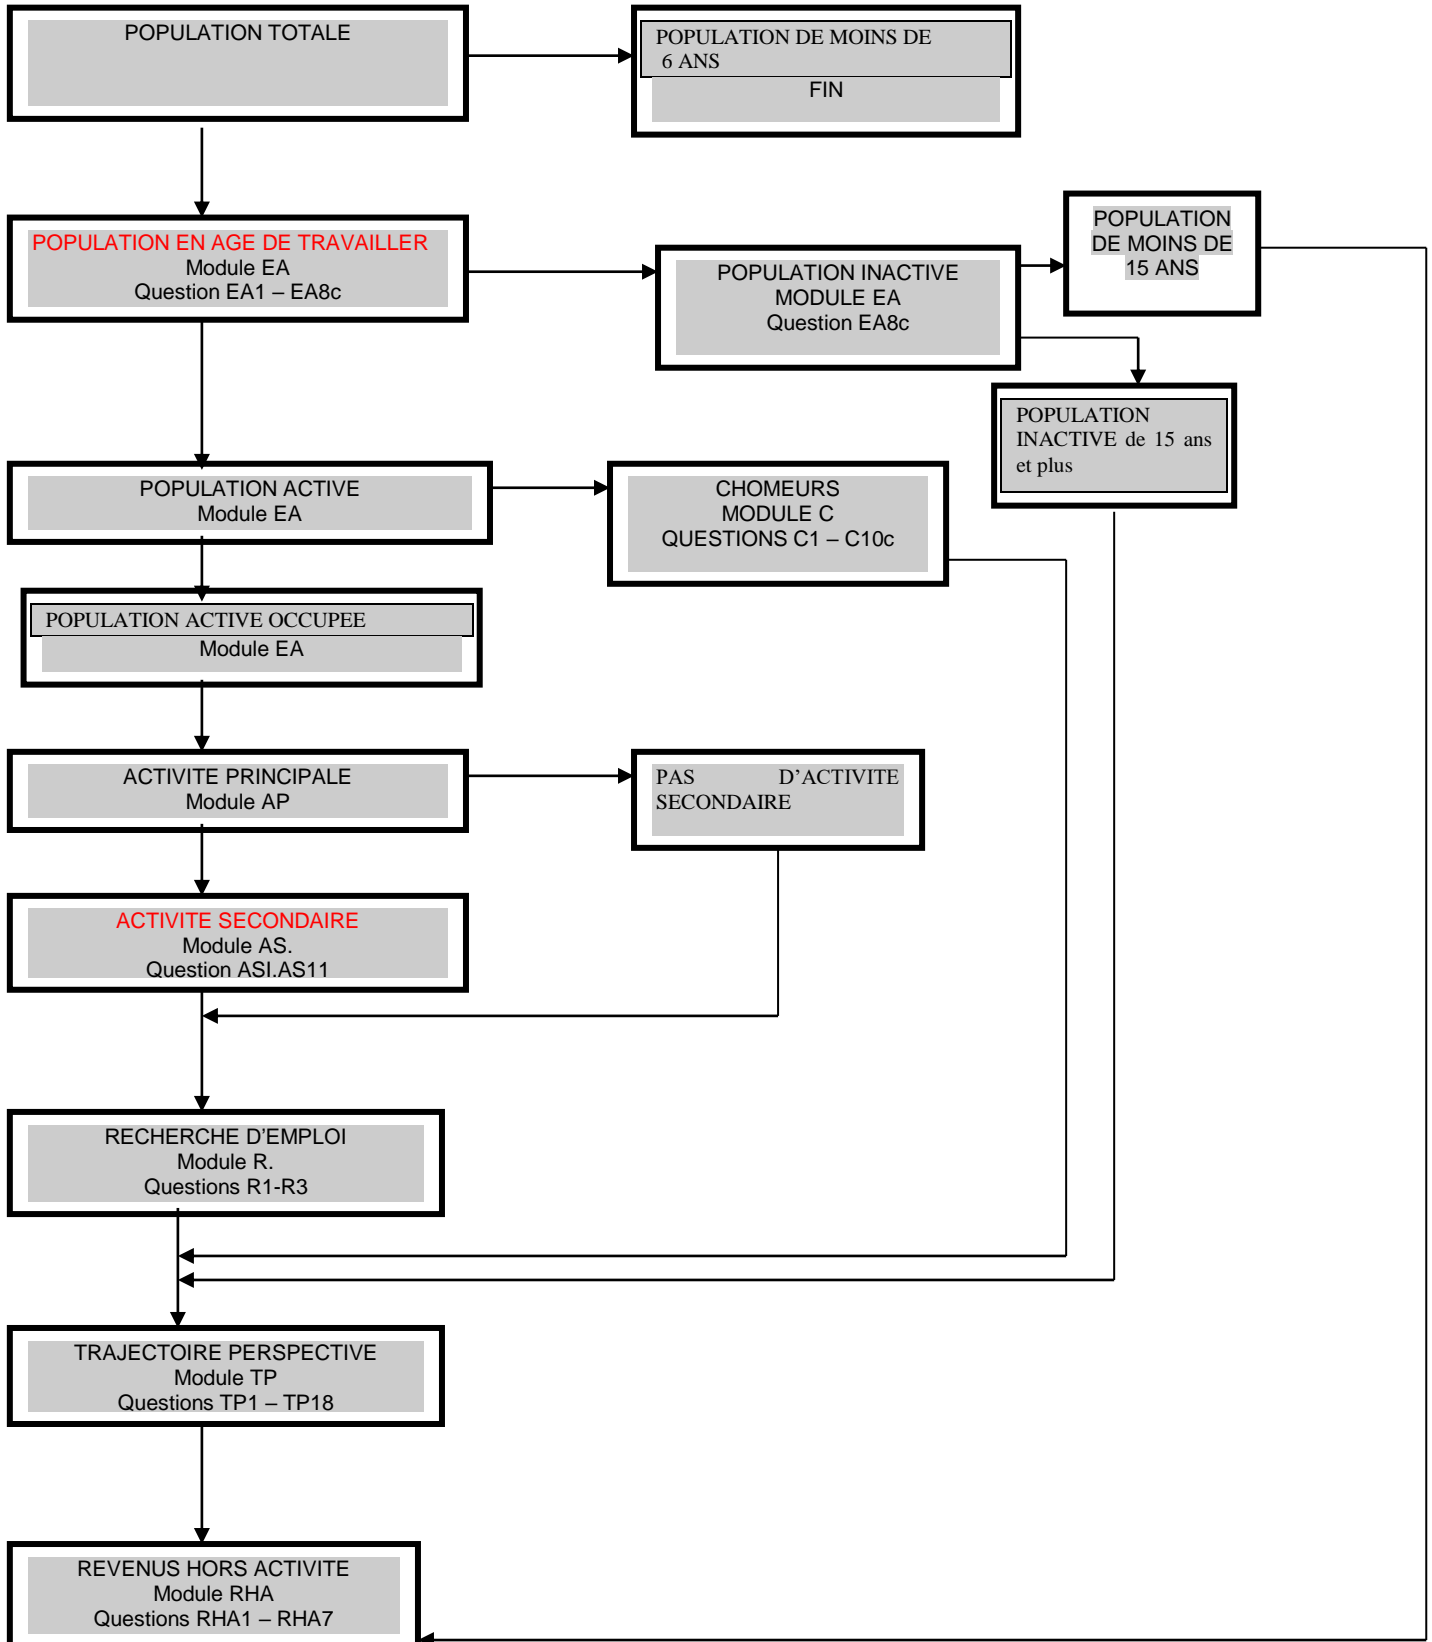 POPULATION TOTALE
POPULATION DE MOINS DE
6 ANS
FIN
POPULATION EN AGE DE TRAVAILLER
Module EA
Question EA1 – EA8c
POPULATION INACTIVE
MODULE EA
Question EA8c
POPULATION
DE MOINS DE
15 ANS
POPULATION
INACTIVE de 15 ans
et plus
POPULATION ACTIVE
Module EA
CHOMEURS
MODULE C
QUESTIONS C1 – C10c
POPULATION ACTIVE OCCUPEE
Module EA
ACTIVITE PRINCIPALE
Module AP
PAS D'ACTIVITE
SECONDAIRE
ACTIVITE SECONDAIRE
Module AS.
Question ASI.AS11
RECHERCHE D'EMPLOI
Module R.
Questions R1-R3
TRAJECTOIRE PERSPECTIVE
Module TP
Questions TP1 – TP18
REVENUS HORS ACTIVITE
Module RHA
Questions RHA1 – RHA7